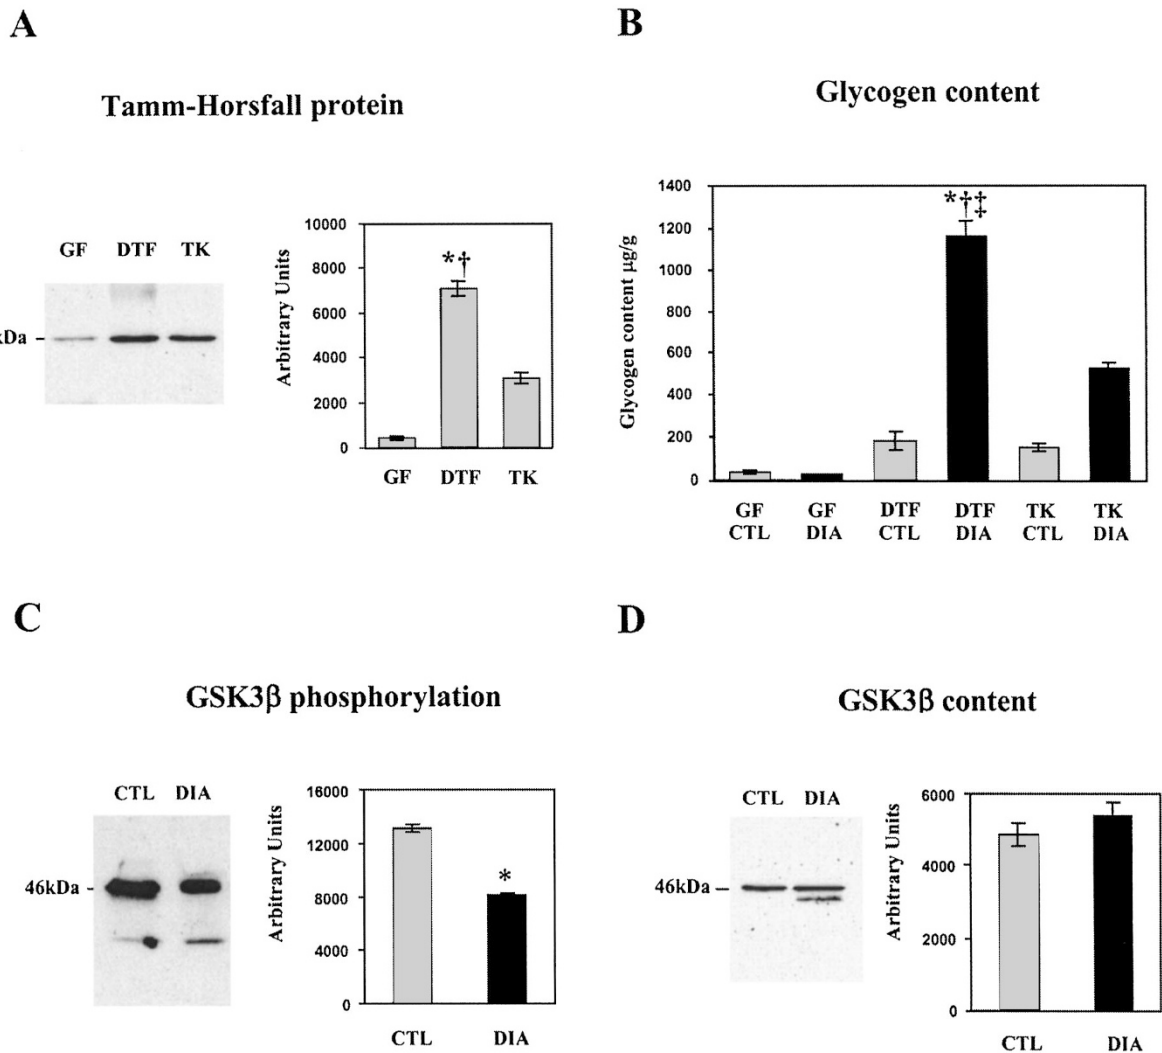 A
Tamm-Horsfall protein
GF DTF TK
kDa –
Arbitrary Units
10000
8000
6000
4000
2000
0
*†
GF DTF TK
B
Glycogen content
Glycogen content µg/g
1400
1200
1000
800
600
400
200
0
*†‡
GF GF DTF DTF TK TK
CTL DIA CTL DIA CTL DIA
C
GSK3β phosphorylation
CTL DIA
46kDa –
Arbitrary Units
16000
12000
8000
4000
0
*
CTL DIA
D
GSK3β content
CTL DIA
46kDa –
Arbitrary Units
6000
4000
2000
0
CTL DIA